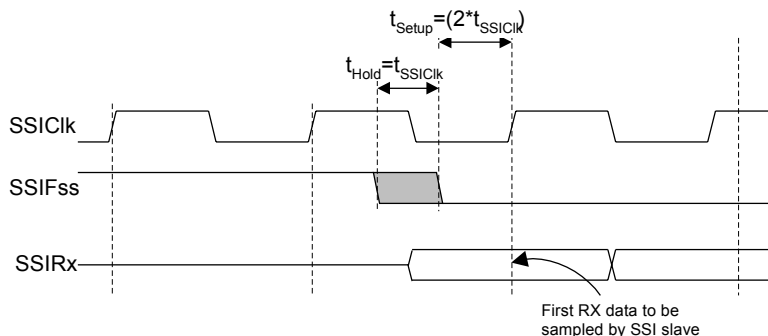 tSetup=(2*tSSIClk)
tHold=tSSIClk
SSIClk
SSIFss
SSIRx
First RX data to be
sampled by SSI slave